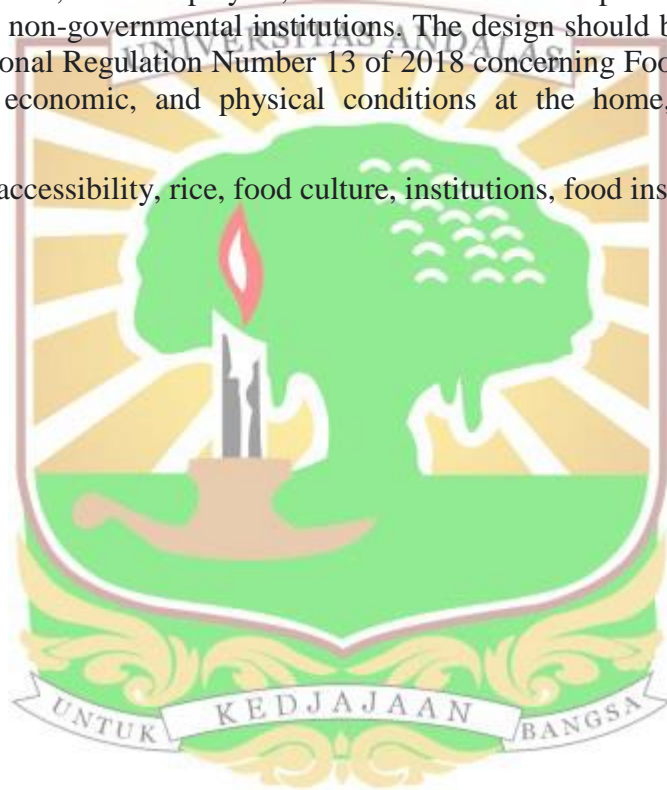 non-governmental institutions. The design should b
UNIVERSITAS ANDALAS
onal Regulation Number 13 of 2018 concerning Foo
economic, and physical conditions at the home,
accessibility, rice, food culture, institutions, food ins
UNTUK KEDJAJAAN BANGSA